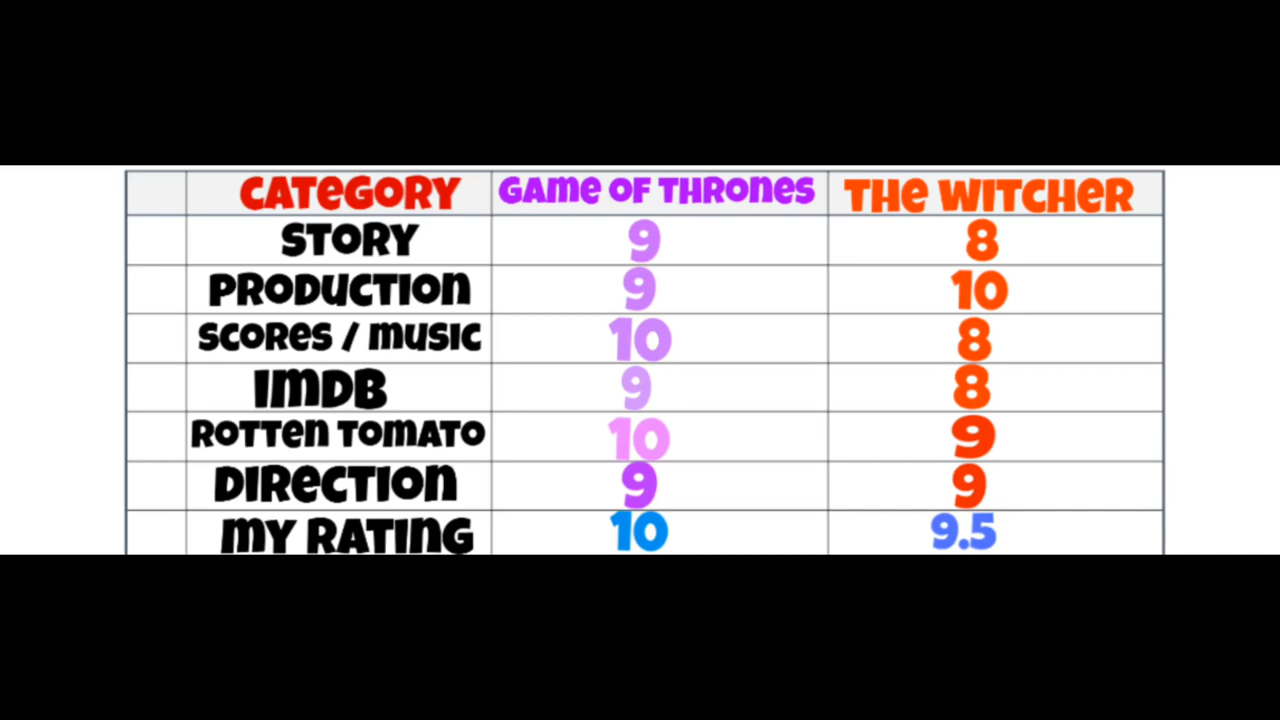 CATEGORY GAME OF THRONES THE WITCHER
STORY 9 8
PRODUCTION 9 10
SCORES / MUSIC 10 8
IMDB 9 8
ROTTEN TOMATO 10 9
DIRECTION 9 9
MY RATING 10 9.5